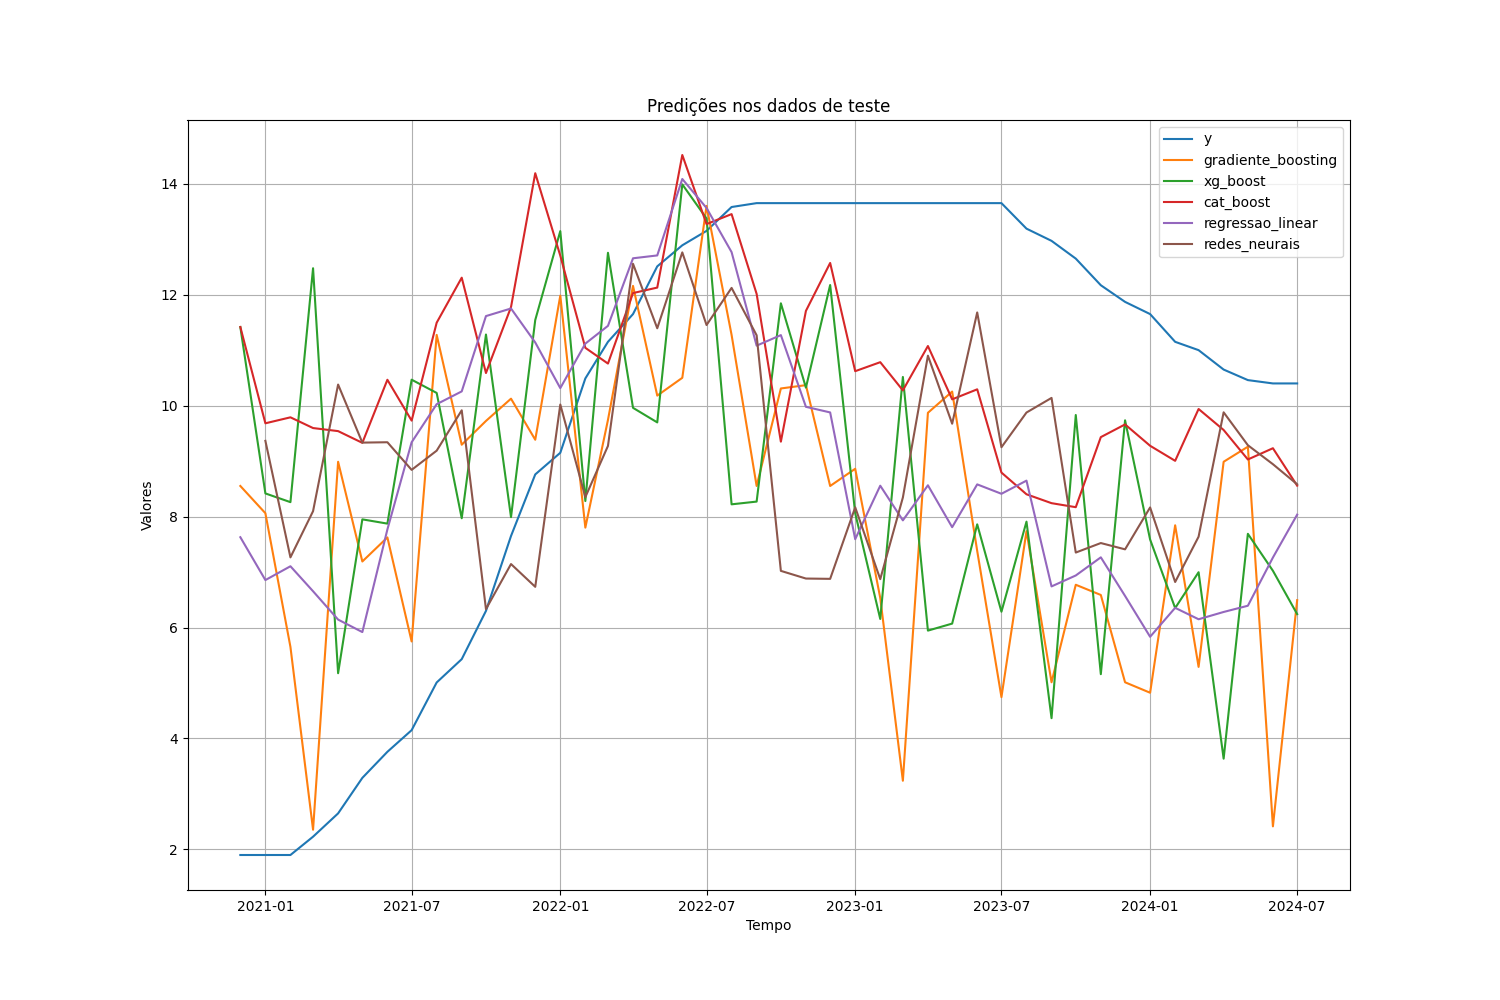 Predições nos dados de teste
y
gradiente_boosting
xg_boost
cat_boost
regressao_linear
redes_neurais
Valores
14
12
10
8
6
4
2
2021-01 2021-07 2022-01 2022-07 2023-01 2023-07 2024-01 2024-07
Tempo